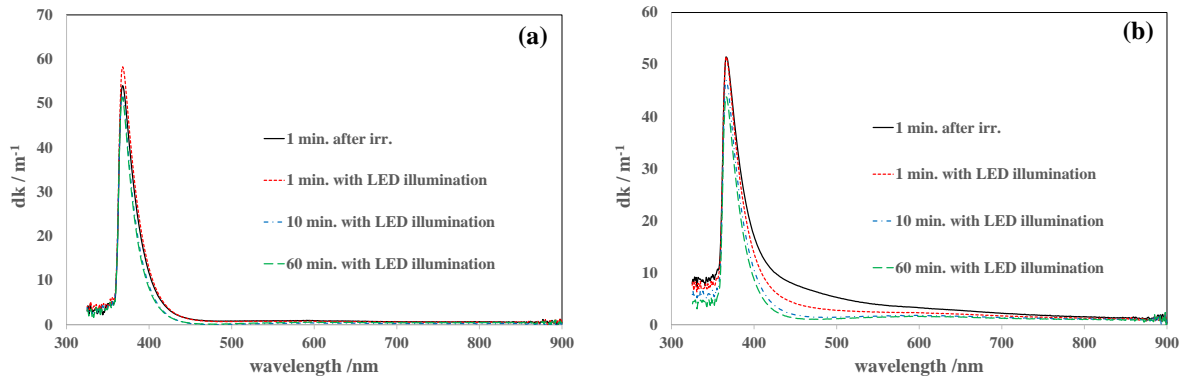 (a)
70
60
50
40
30
20
10
0
dk / m-1
1 min. after irr.
1 min. with LED illumination
10 min. with LED illumination
60 min. with LED illumination
300 400 500 600 700 800 900
wavelength /nm
(b)
60
50
40
30
20
10
0
dk / m-1
1 min. after irr.
1 min. with LED illumination
10 min. with LED illumination
60 min. with LED illumination
300 400 500 600 700 800 900
wavelength /nm